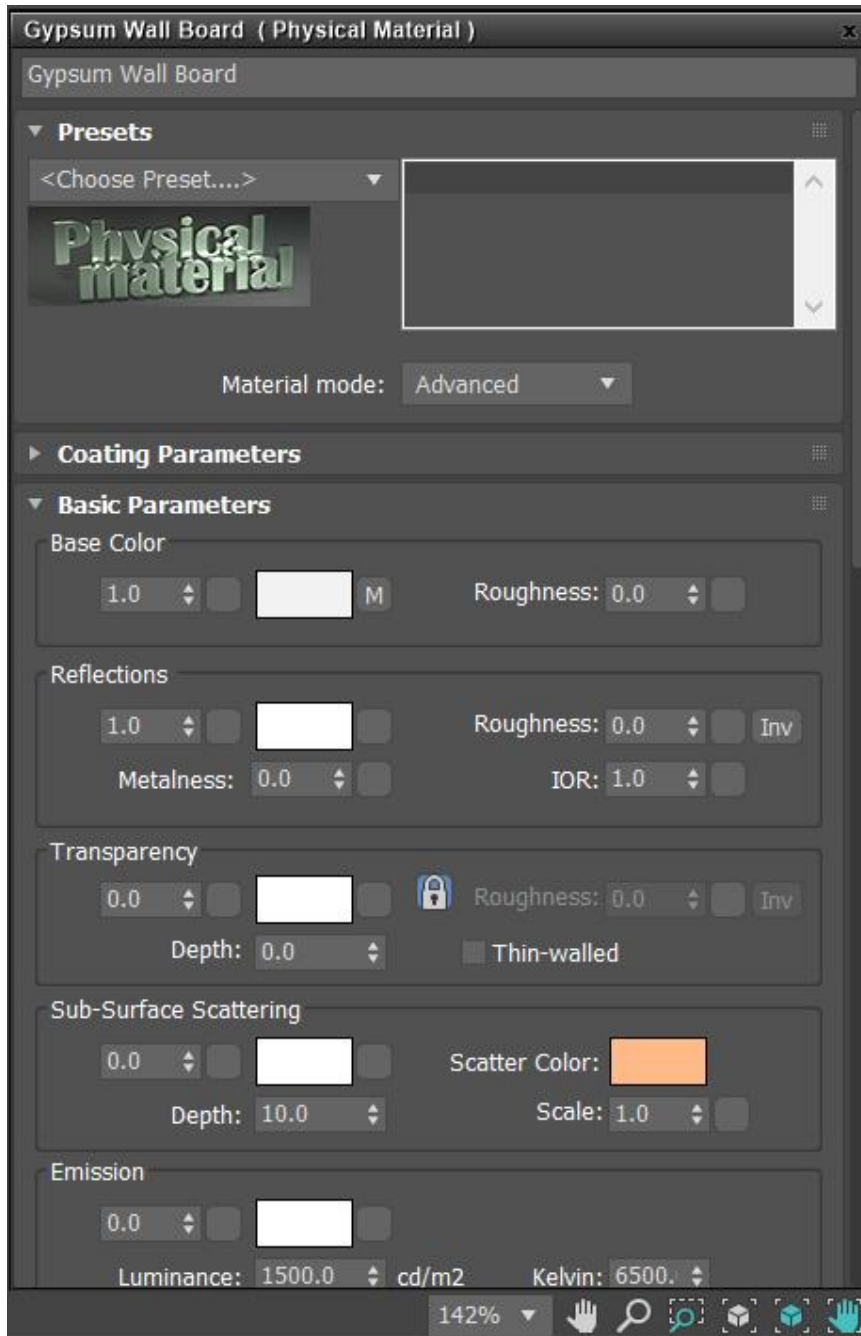 Gypsum Wall Board ( Physical Material )
Gypsum Wall Board
Presets
<Choose Preset....>
Physical
material
Material mode: Advanced
Coating Parameters
Basic Parameters
Base Color
1.0 M Roughness: 0.0
Reflections
1.0 Roughness: 0.0 Inv
Metalness: 0.0 IOR: 1.0
Transparency
0.0 Roughness: 0.0 Inv
Depth: 0.0 Thin-walled
Sub-Surface Scattering
0.0 Scatter Color:
Depth: 10.0 Scale: 1.0
Emission
0.0
Luminance: 1500.0 cd/m2 Kelvin: 6500.
142%